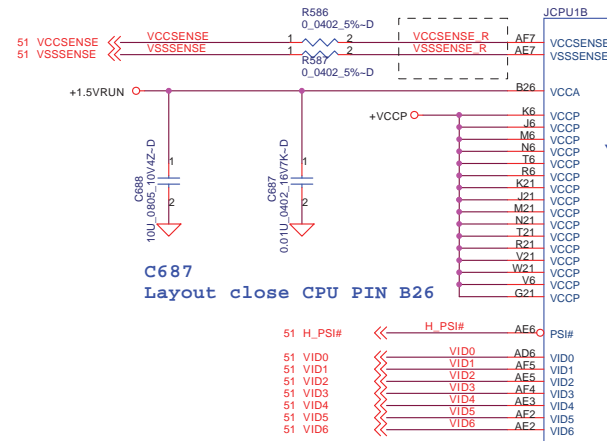 JCPU1B
R586
0_0402_5%~D
51 VCCSENSE VCCSENSE 1 2 VCCSENSE_R AF7 VCCSENSE
51 VSSSENSE VSSSENSE 1 2 VSSSENSE_R AE7 VSSSENSE
R587
0_0402_5%~D
+1.5VRUN B26 VCCA
+VCCP K6 VCCP
J6 VCCP
M6 VCCP
N6 VCCP
T6 VCCP
R6 VCCP
K21 VCCP
J21 VCCP
M21 VCCP
N21 VCCP
T21 VCCP
R21 VCCP
V21 VCCP
W21 VCCP
V6 VCCP
G21 VCCP
C688
10U_0805_10V4Z~D
1
2
C687
0.01U_0402_16V7K~D
1
2
C687
Layout close CPU PIN B26
51 H_PSI# H_PSI# AE6 PSI#
51 VID0 VID0 AD6 VID0
51 VID1 VID1 AF5 VID1
51 VID2 VID2 AE5 VID2
51 VID3 VID3 AF4 VID3
51 VID4 VID4 AE3 VID4
51 VID5 VID5 AF2 VID5
51 VID6 VID6 AE2 VID6